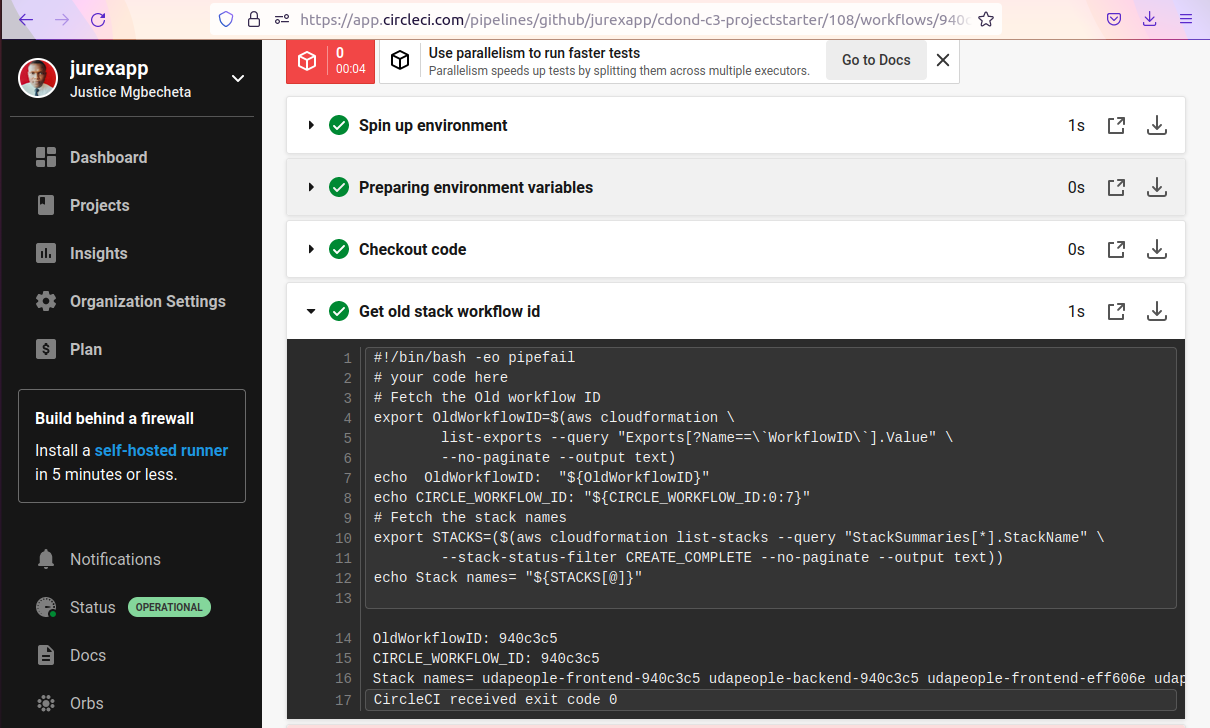 https://app.circleci.com/pipelines/github/jurexapp/cdond-c3-projectstarter/108/workflows/940c
jurexapp
Justice Mgbecheta
Dashboard
Projects
Insights
Organization Settings
Plan
Build behind a firewall
Install a self-hosted runner
in 5 minutes or less.
Notifications
Status OPERATIONAL
Docs
Orbs
0
00:04
Use parallelism to run faster tests
Parallelism speeds up tests by splitting them across multiple executors.
Go to Docs
Spin up environment 1s
Preparing environment variables 0s
Checkout code 0s
Get old stack workflow id 1s
1 #!/bin/bash -eo pipefail
2 # your code here
3 # Fetch the Old workflow ID
4 export OldWorkflowID=$(aws cloudformation \
5 list-exports --query "Exports[?Name==\`WorkflowID\`].Value" \
6 --no-paginate --output text)
7 echo  OldWorkflowID:  "${OldWorkflowID}"
8 echo CIRCLE_WORKFLOW_ID: "${CIRCLE_WORKFLOW_ID:0:7}"
9 # Fetch the stack names
10 export STACKS=($(aws cloudformation list-stacks --query "StackSummaries[*].StackName" \
11 --stack-status-filter CREATE_COMPLETE --no-paginate --output text))
12 echo Stack names= "${STACKS[@]}"
13
14 OldWorkflowID: 940c3c5
15 CIRCLE_WORKFLOW_ID: 940c3c5
16 Stack names= udapeople-frontend-940c3c5 udapeople-backend-940c3c5 udapeople-frontend-eff606e udap
17 CircleCI received exit code 0